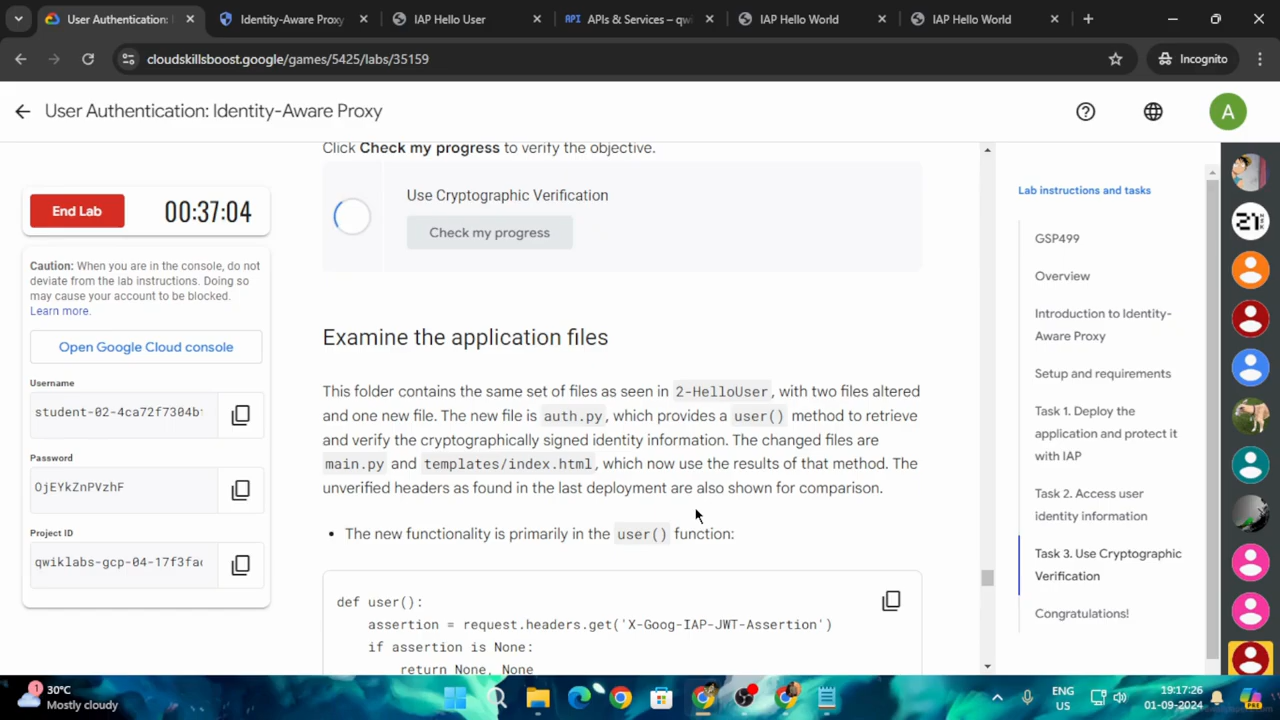 User Authentication: I
Identity-Aware Proxy
IAP Hello User
API APIs & Services – qwi
IAP Hello World
IAP Hello World
cloudskillsboost.google/games/5425/labs/35159
Incognito
User Authentication: Identity-Aware Proxy
A
Click Check my progress to verify the objective.
End Lab
00:37:04
Use Cryptographic Verification
Check my progress
Caution: When you are in the console, do not
deviate from the lab instructions. Doing so
may cause your account to be blocked.
Learn more.
Open Google Cloud console
Username
student-02-4ca72f7304b
Password
OjEYkZnPVzhF
Project ID
qwiklabs-gcp-04-17f3fa
Examine the application files
This folder contains the same set of files as seen in 2-HelloUser, with two files altered
and one new file. The new file is auth.py, which provides a user() method to retrieve
and verify the cryptographically signed identity information. The changed files are
main.py and templates/index.html, which now use the results of that method. The
unverified headers as found in the last deployment are also shown for comparison.
• The new functionality is primarily in the user() function:
def user():
assertion = request.headers.get('X-Goog-IAP-JWT-Assertion')
if assertion is None:
return None, None
Lab instructions and tasks
GSP499
Overview
Introduction to Identity-
Aware Proxy
Setup and requirements
Task 1. Deploy the
application and protect it
with IAP
Task 2. Access user
identity information
Task 3. Use Cryptographic
Verification
Congratulations!
21
1
30°C
Mostly cloudy
ENG
US
19:17:26
01-09-2024
PRE